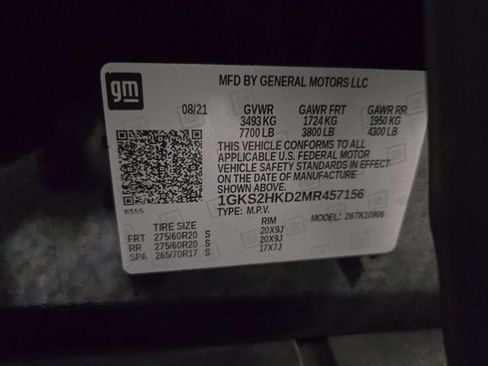 gm
MFD BY GENERAL MOTORS LLC
08/21 GVWR GAWR FRT GAWR RR
3493 KG 1724 KG 1950 KG
7700 LB 3800 LB 4300 LB
THIS VEHICLE CONFORMS TO ALL
APPLICABLE U.S. FEDERAL MOTOR
VEHICLE SAFETY STANDARDS IN EFFECT
ON THE DATE OF MANUFACTURE
SHOWN ABOVE.
1GKS2HKD2MR457156
TYPE: M.P.V. MODEL: 26TK10906
8555
TIRE SIZE RIM
FRT 275/60R20 S 20X9J
RR 275/60R20 S 20X9J
SPA 265/70R17 S 17X7J